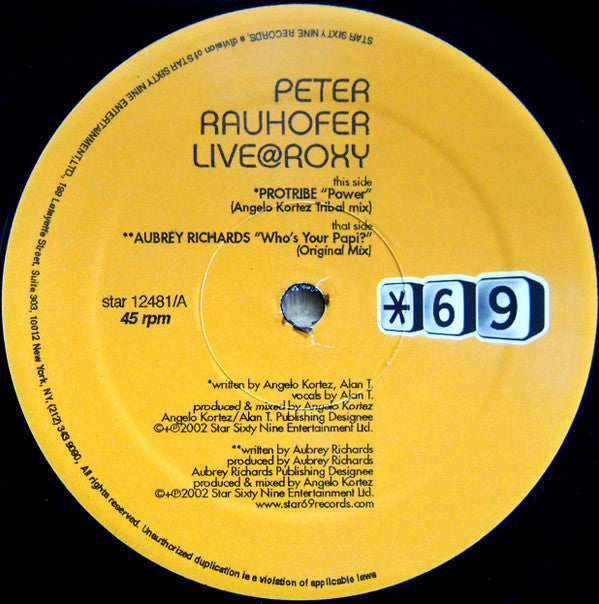 PETER
RAUHOFER
LIVE@ROXY
this side
*PROTRIBE "Power"
(Angelo Kortez Tribal mix)
that side
**AUBREY RICHARDS "Who's Your Papi?"
(Original Mix)
star 12481/A
45 rpm
*69
*written by Angelo Kortez, Alan T.
vocals by Alan T.
produced & mixed by Angelo Kortez
Angelo Kortez/Alan T. Publishing Designee
©+℗2002 Star Sixty Nine Entertainment Ltd.
**written by Aubrey Richards
produced by Aubrey Richards
Aubrey Richards Publishing Designee
produced & mixed by Angelo Kortez
©+℗2002 Star Sixty Nine Entertainment Ltd.
www.star69records.com
STAR SIXTY NINE RECORDS, a division of STAR SIXTY NINE ENTERTAINMENT, LTD., 199 Lafayette Street, Suite 303, 10012 New York, NY, (212) 343 9090, All rights reserved. Unauthorized duplication is a violation of applicable laws